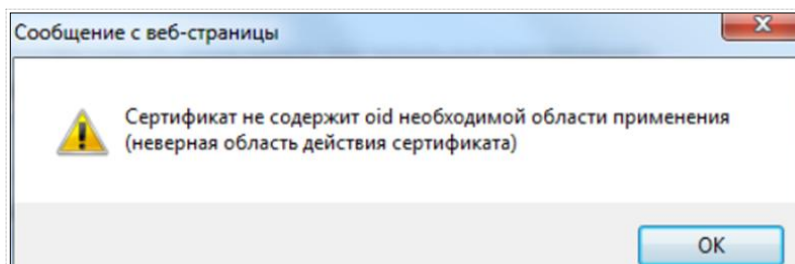 Сообщение с веб-страницы
Сертификат не содержит oid необходимой области применения
(неверная область действия сертификата)
OK